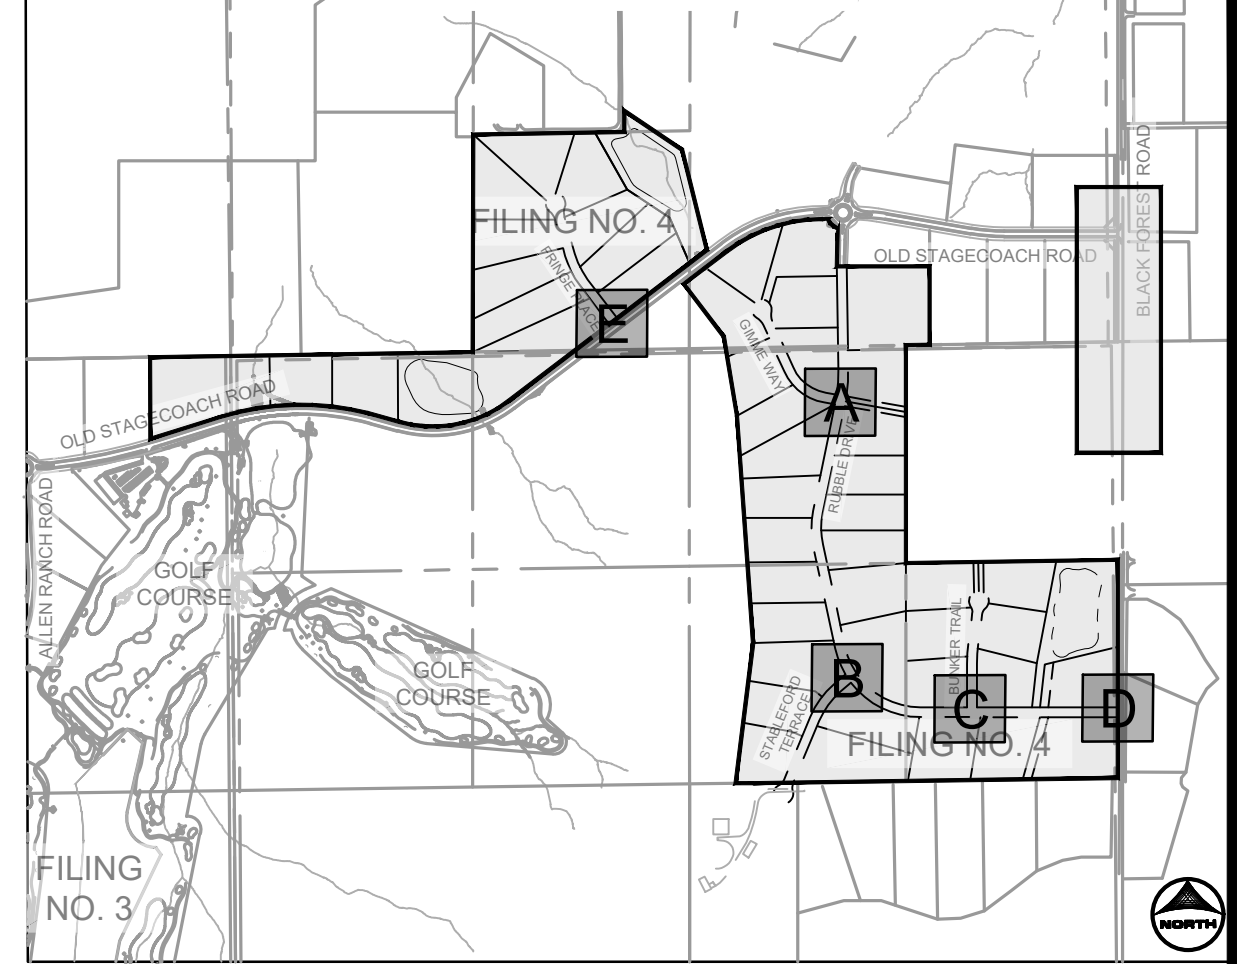 BLACK FOREST ROAD
FILING NO. 4
OLD STAGECOACH ROAD
FRINGE PLACE
E
GIMME WAY
A
OLD STAGECOACH ROAD
RUBBLE DRIVE
ALLEN RANCH ROAD
GOLF
COURSE
BUNKER TRAIL
GOLF
COURSE
B
STABLEFORD
TERRACE
C
D
FILING NO. 4
FILING
NO. 3
NORTH